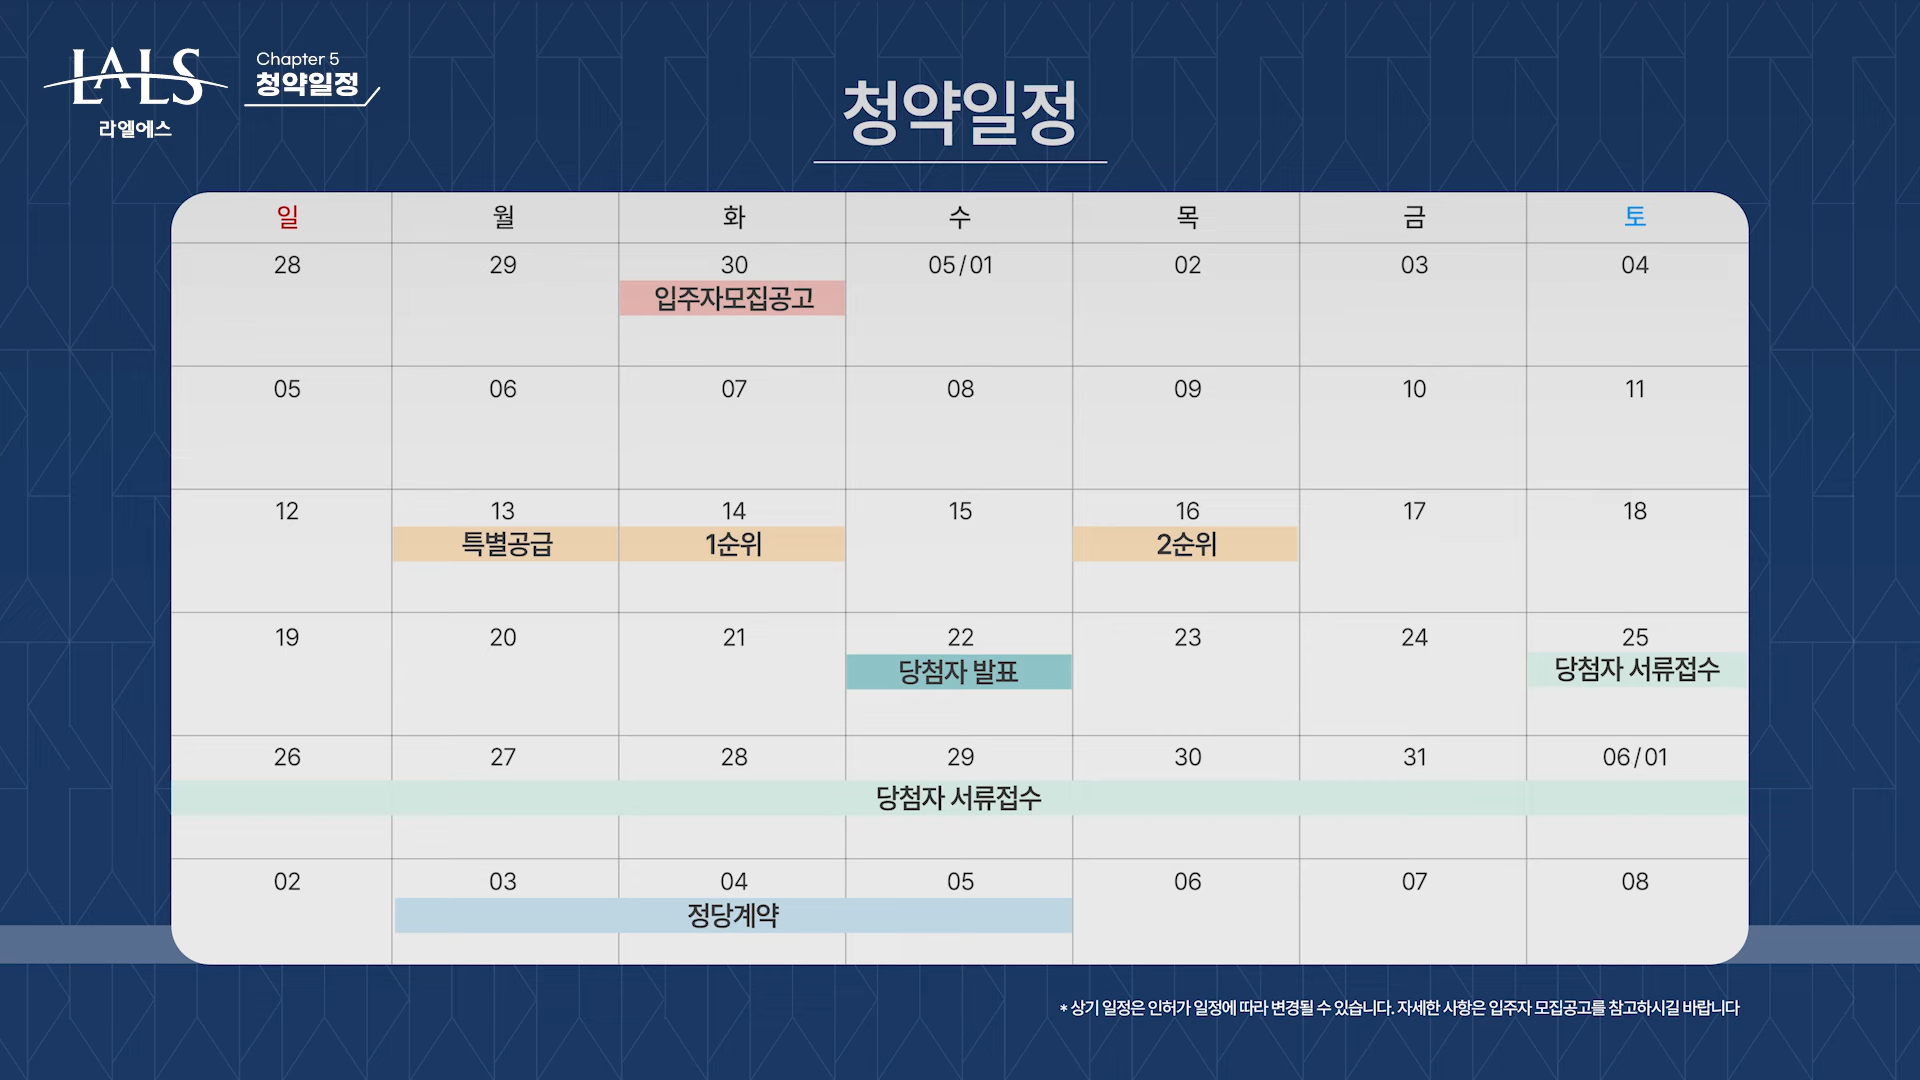 LALS
라엘에스
Chapter 5
청약일정
청약일정
일 월 화 수 목 금 토
28 29 30 05/01 02 03 04
입주자모집공고
05 06 07 08 09 10 11
12 13 14 15 16 17 18
특별공급 1순위 2순위
19 20 21 22 23 24 25
당첨자 발표 당첨자 서류접수
26 27 28 29 30 31 06/01
당첨자 서류접수
02 03 04 05 06 07 08
정당계약
* 상기 일정은 인허가 일정에 따라 변경될 수 있습니다. 자세한 사항은 입주자 모집공고를 참고하시길 바랍니다